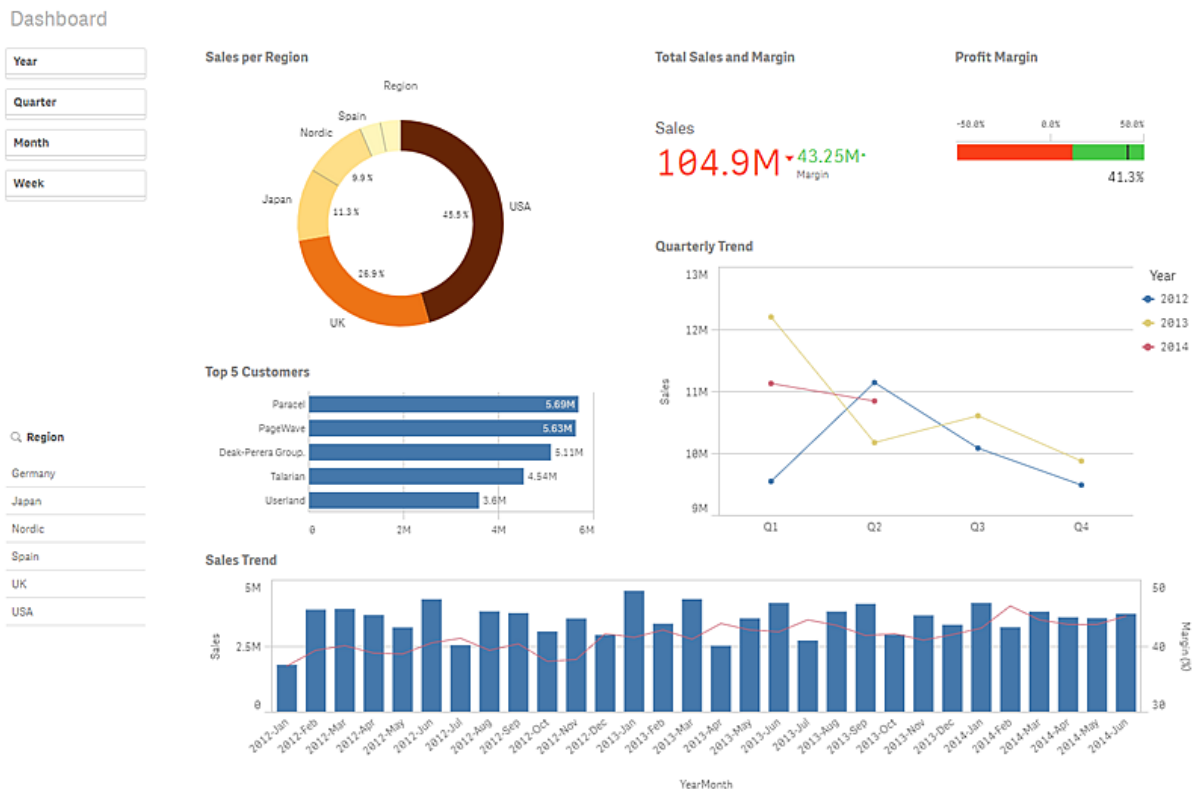 Dashboard
Year
Quarter
Month
Week
Region
Germany
Japan
Nordic
Spain
UK
USA
Sales per Region
Region
Spain
Nordic
Japan
UK
USA
9.9%
11.3%
26.9%
45.5%
Total Sales and Margin
Sales
104.9M
43.25M
Margin
Profit Margin
-50.0% 0.0% 50.0%
41.3%
Top 5 Customers
Paracel 5.69M
PageWave 5.63M
Deak-Perera Group. 5.11M
Talarian 4.54M
Userland 3.6M
0 2M 4M 6M
Quarterly Trend
13M
12M
11M
10M
9M
Sales
Q1 Q2 Q3 Q4
Year
2012
2013
2014
Sales Trend
5M
2.5M
0
Sales
50
40
30
Margin (%)
2012-Jan 2012-Feb 2012-Mar 2012-Apr 2012-May 2012-Jun 2012-Jul 2012-Aug 2012-Sep 2012-Oct 2012-Nov 2012-Dec 2013-Jan 2013-Feb 2013-Mar 2013-Apr 2013-May 2013-Jun 2013-Jul 2013-Aug 2013-Sep 2013-Oct 2013-Nov 2013-Dec 2014-Jan 2014-Feb 2014-Mar 2014-Apr 2014-May 2014-Jun
YearMonth